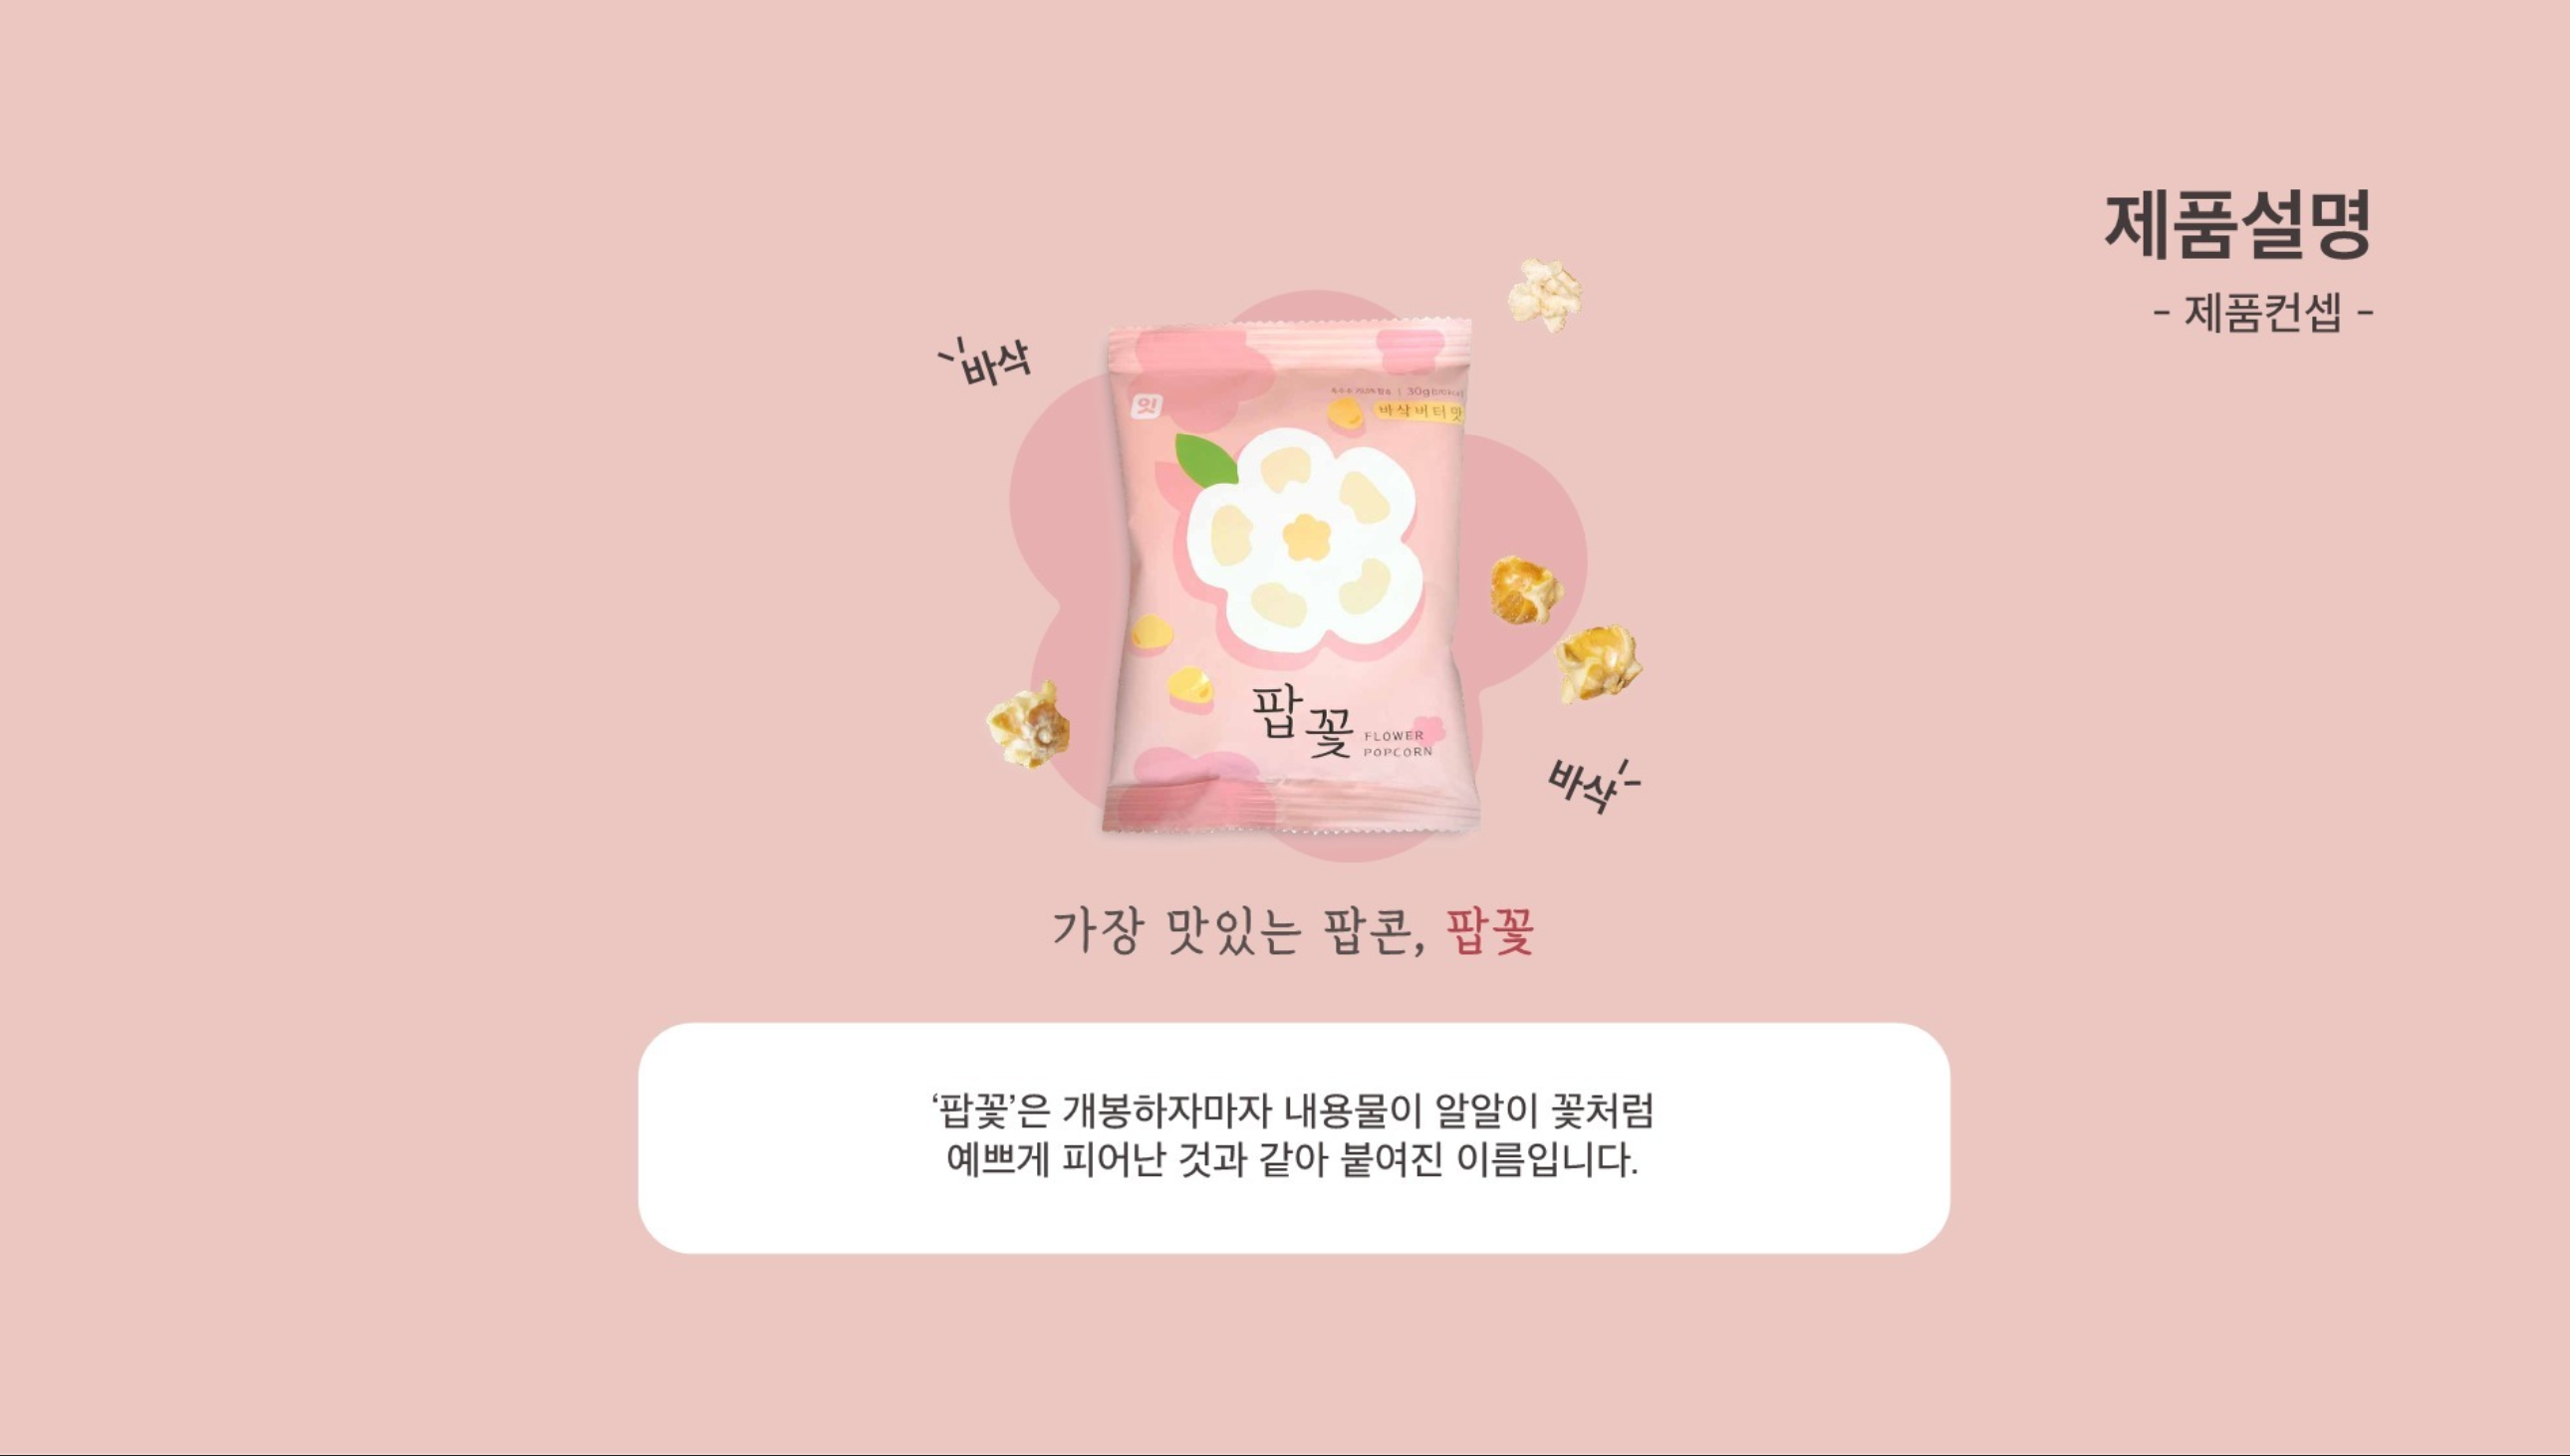 제품설명
- 제품컨셉 -
바삭
잇
30g
바삭버터맛
팝꽃
FLOWER
POPCORN
바삭
가장 맛있는 팝콘, 팝꽃
‘팝꽃’은 개봉하자마자 내용물이 알알이 꽃처럼
예쁘게 피어난 것과 같아 붙여진 이름입니다.